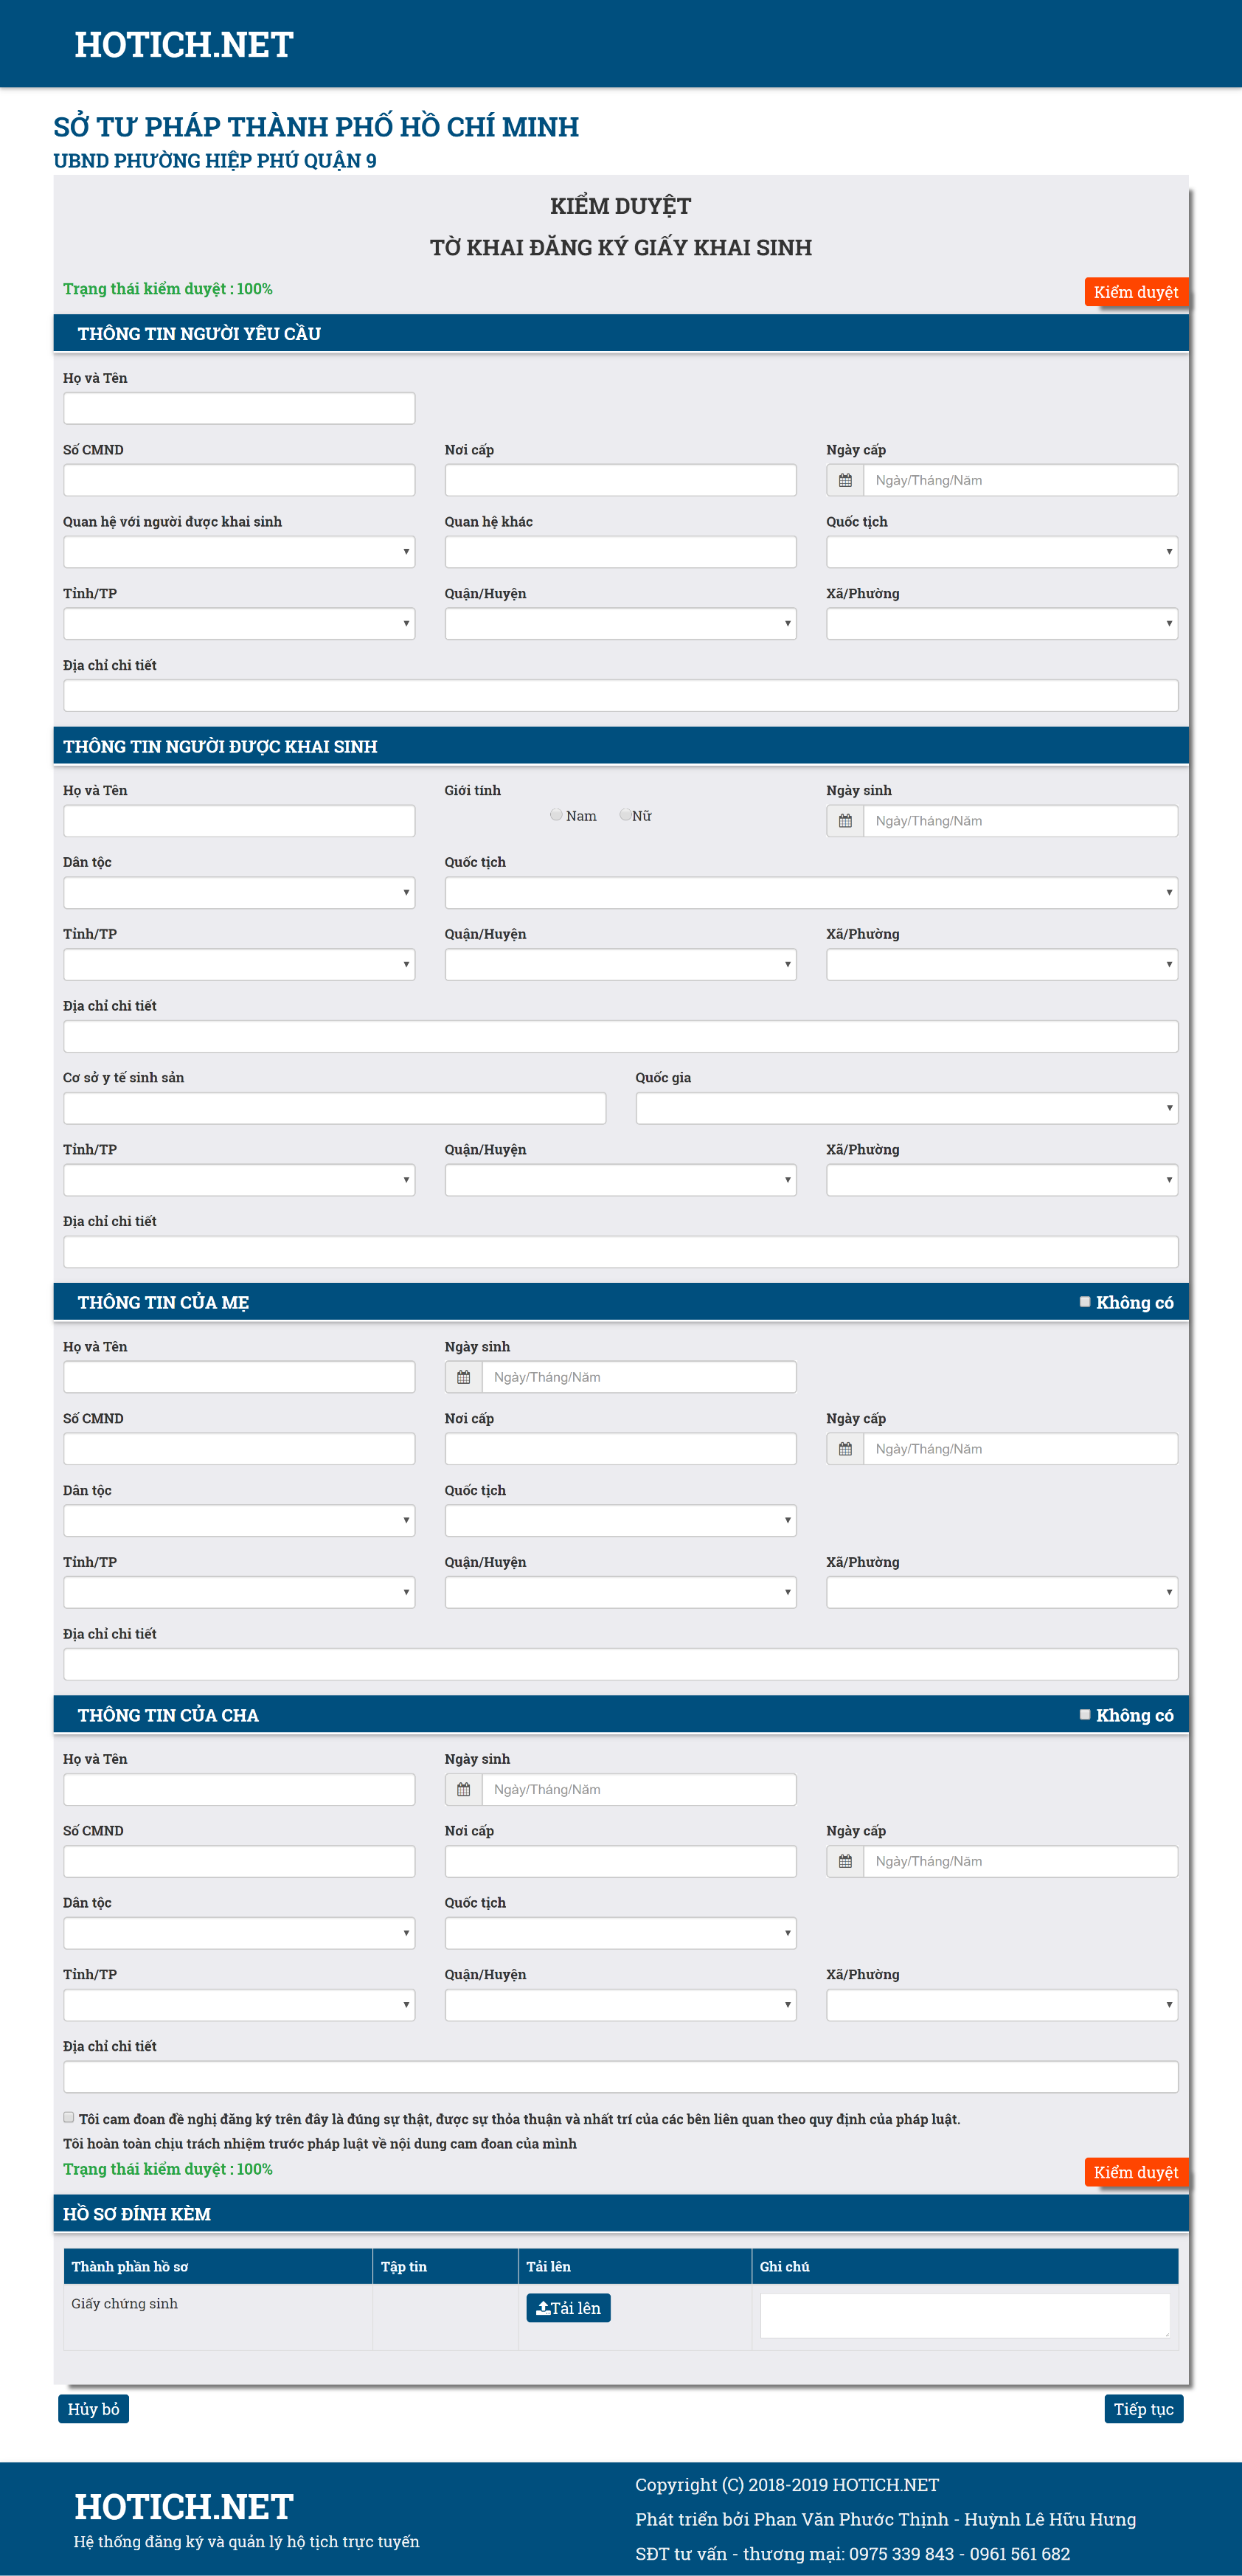 HOTICH.NET
SỞ TƯ PHÁP THÀNH PHỐ HỒ CHÍ MINH
UBND PHƯỜNG HIỆP PHÚ QUẬN 9
KIỂM DUYỆT
TỜ KHAI ĐĂNG KÝ GIẤY KHAI SINH
Trạng thái kiểm duyệt : 100% Kiểm duyệt
THÔNG TIN NGƯỜI YÊU CẦU
Họ và Tên
Số CMND Nơi cấp Ngày cấp
Ngày/Tháng/Năm
Quan hệ với người được khai sinh Quan hệ khác Quốc tịch
Tỉnh/TP Quận/Huyện Xã/Phường
Địa chỉ chi tiết
THÔNG TIN NGƯỜI ĐƯỢC KHAI SINH
Họ và Tên Giới tính Ngày sinh
Nam Nữ Ngày/Tháng/Năm
Dân tộc Quốc tịch
Tỉnh/TP Quận/Huyện Xã/Phường
Địa chỉ chi tiết
Cơ sở y tế sinh sản Quốc gia
Tỉnh/TP Quận/Huyện Xã/Phường
Địa chỉ chi tiết
THÔNG TIN CỦA MẸ Không có
Họ và Tên Ngày sinh
Ngày/Tháng/Năm
Số CMND Nơi cấp Ngày cấp
Ngày/Tháng/Năm
Dân tộc Quốc tịch
Tỉnh/TP Quận/Huyện Xã/Phường
Địa chỉ chi tiết
THÔNG TIN CỦA CHA Không có
Họ và Tên Ngày sinh
Ngày/Tháng/Năm
Số CMND Nơi cấp Ngày cấp
Ngày/Tháng/Năm
Dân tộc Quốc tịch
Tỉnh/TP Quận/Huyện Xã/Phường
Địa chỉ chi tiết
Tôi cam đoan đề nghị đăng ký trên đây là đúng sự thật, được sự thỏa thuận và nhất trí của các bên liên quan theo quy định của pháp luật.
Tôi hoàn toàn chịu trách nhiệm trước pháp luật về nội dung cam đoan của mình
Trạng thái kiểm duyệt : 100% Kiểm duyệt
HỒ SƠ ĐÍNH KÈM
Thành phần hồ sơ Tập tin Tải lên Ghi chú
Giấy chứng sinh Tải lên
Hủy bỏ Tiếp tục
HOTICH.NET
Hệ thống đăng ký và quản lý hộ tịch trực tuyến
Copyright (C) 2018-2019 HOTICH.NET
Phát triển bởi Phan Văn Phước Thịnh - Huỳnh Lê Hữu Hưng
SĐT tư vấn - thương mại: 0975 339 843 - 0961 561 682